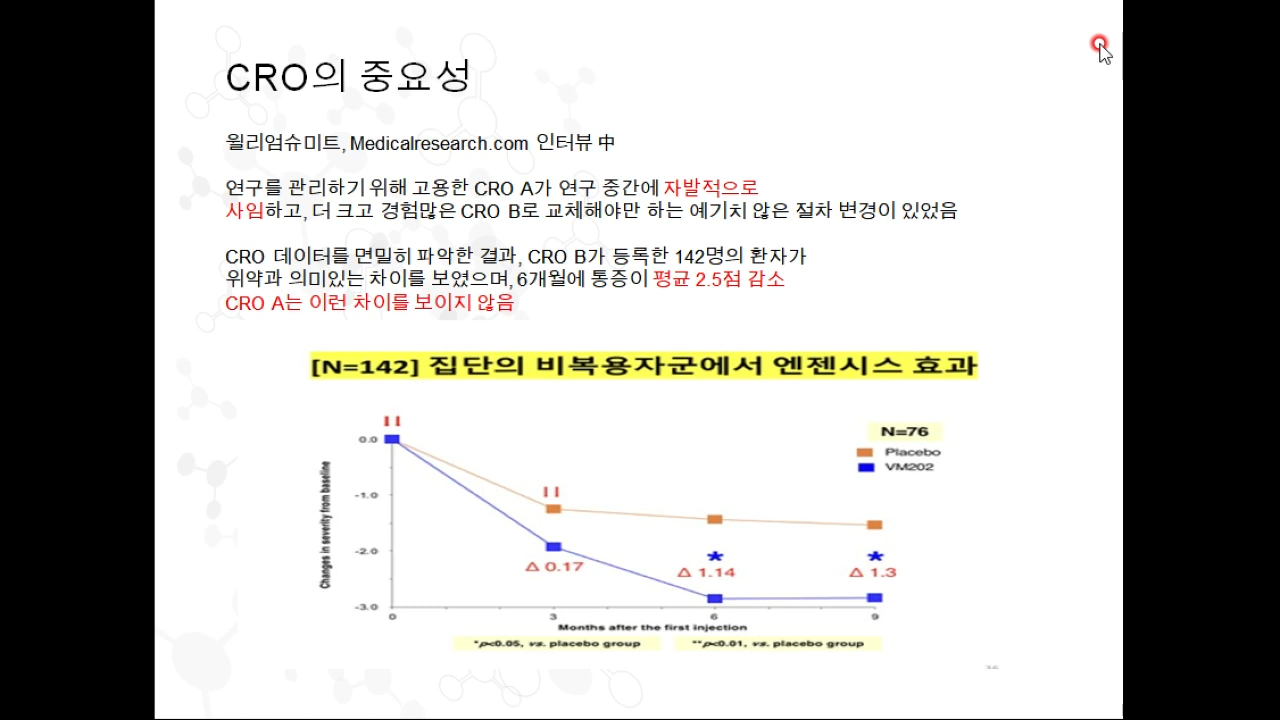 CRO의 중요성
윌리엄슈미트, Medicalresearch.com 인터뷰 中
연구를 관리하기 위해 고용한 CRO A가 연구 중간에 자발적으로
사임하고, 더 크고 경험많은 CRO B로 교체해야만 하는 예기치 않은 절차 변경이 있었음
CRO 데이터를 면밀히 파악한 결과, CRO B가 등록한 142명의 환자가
위약과 의미있는 차이를 보였으며, 6개월에 통증이 평균 2.5점 감소
CRO A는 이런 차이를 보이지 않음
[N=142] 집단의 비복용자군에서 엔젠시스 효과
N=76
Placebo
VM202
Changes in severity from baseline
0.0
-1.0
-2.0
-3.0
*
*
Δ 0.17
Δ 1.14
Δ 1.3
0 3 6 9
Months after the first injection
*p<0.05, vs. placebo group **p<0.01, vs. placebo group